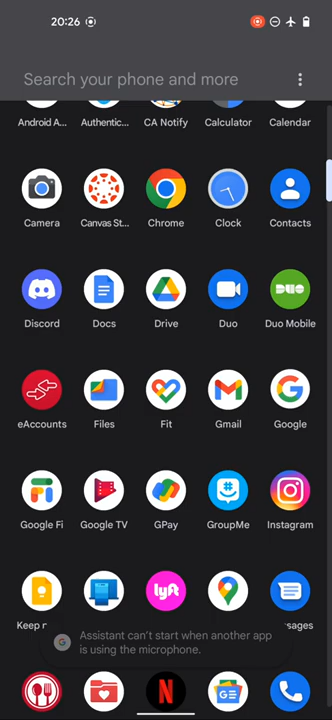 20:26
Search your phone and more
Android A... Authentic... CA Notify Calculator Calendar
Camera Canvas St... Chrome Clock Contacts
Discord Docs Drive Duo Duo Mobile
DUO
eAccounts Files Fit Gmail Google
Google Fi Google TV GPay GroupMe Instagram
lyft
Keep n
sages
Assistant can't start when another app
is using the microphone.